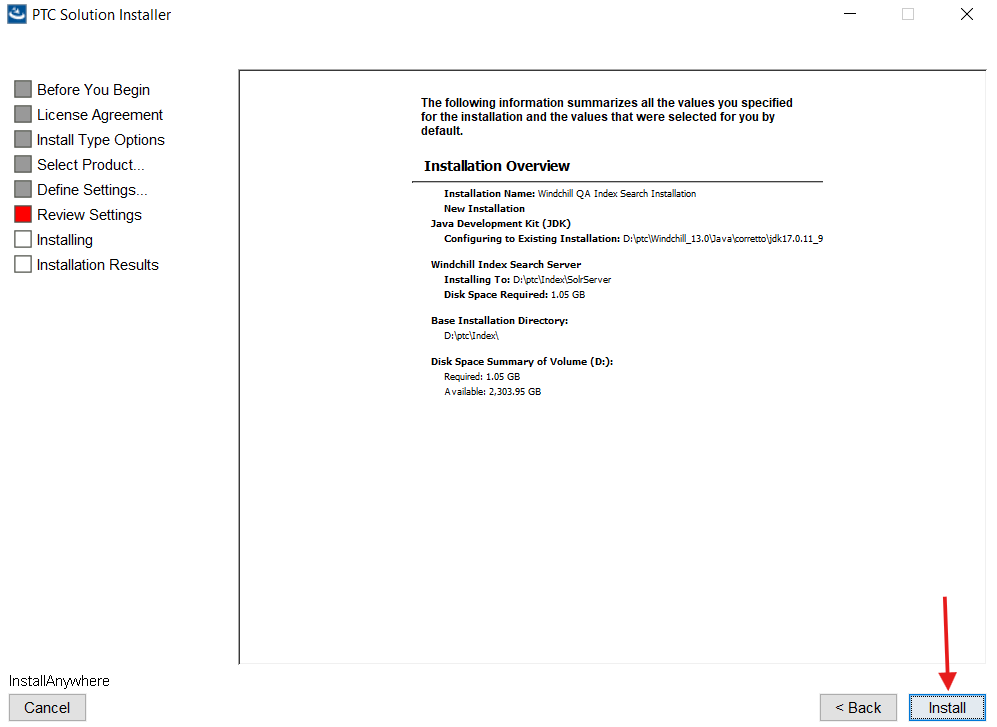 PTC Solution Installer
Before You Begin
License Agreement
Install Type Options
Select Product...
Define Settings...
Review Settings
Installing
Installation Results
The following information summarizes all the values you specified
for the installation and the values that were selected for you by
default.
Installation Overview
Installation Name: Windchill QA Index Search Installation
New Installation
Java Development Kit (JDK)
Configuring to Existing Installation: D:\ptc\Windchill_13.0\Java\corretto\jdk17.0.11_9
Windchill Index Search Server
Installing To: D:\ptc\Index\SolrServer
Disk Space Required: 1.05 GB
Base Installation Directory:
D:\ptc\Index\
Disk Space Summary of Volume (D:):
Required: 1.05 GB
Available: 2,303.95 GB
InstallAnywhere
Cancel
< Back
Install